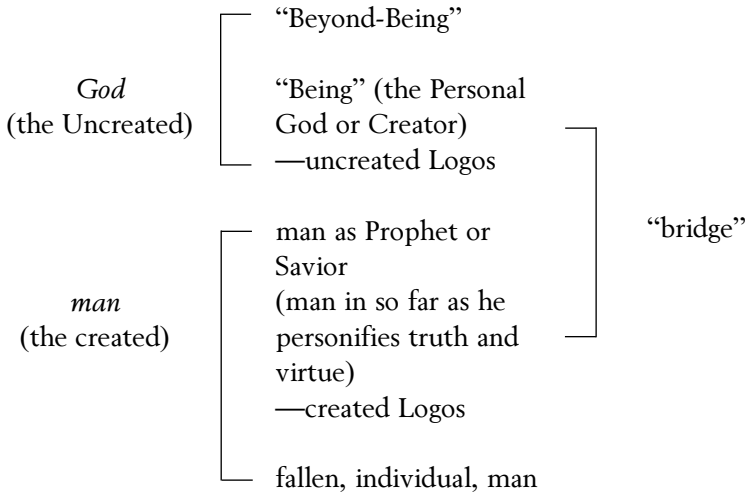 “Beyond-Being”
God
(the Uncreated)
“Being” (the Personal
God or Creator)
—uncreated Logos
man
(the created)
man as Prophet or
Savior
(man in so far as he
personifies truth and
virtue)
—created Logos
fallen, individual, man
“bridge”